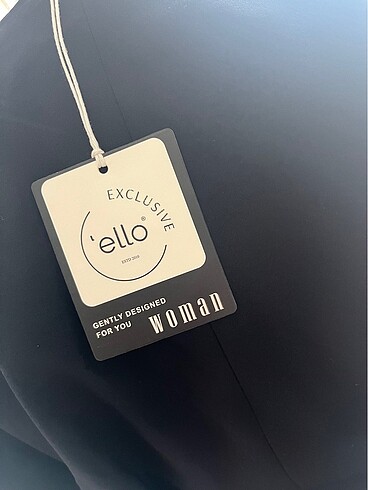 EXCLUSIVE
'ello®
ESTD 2010
GENTLY DESIGNED
FOR YOU
woman